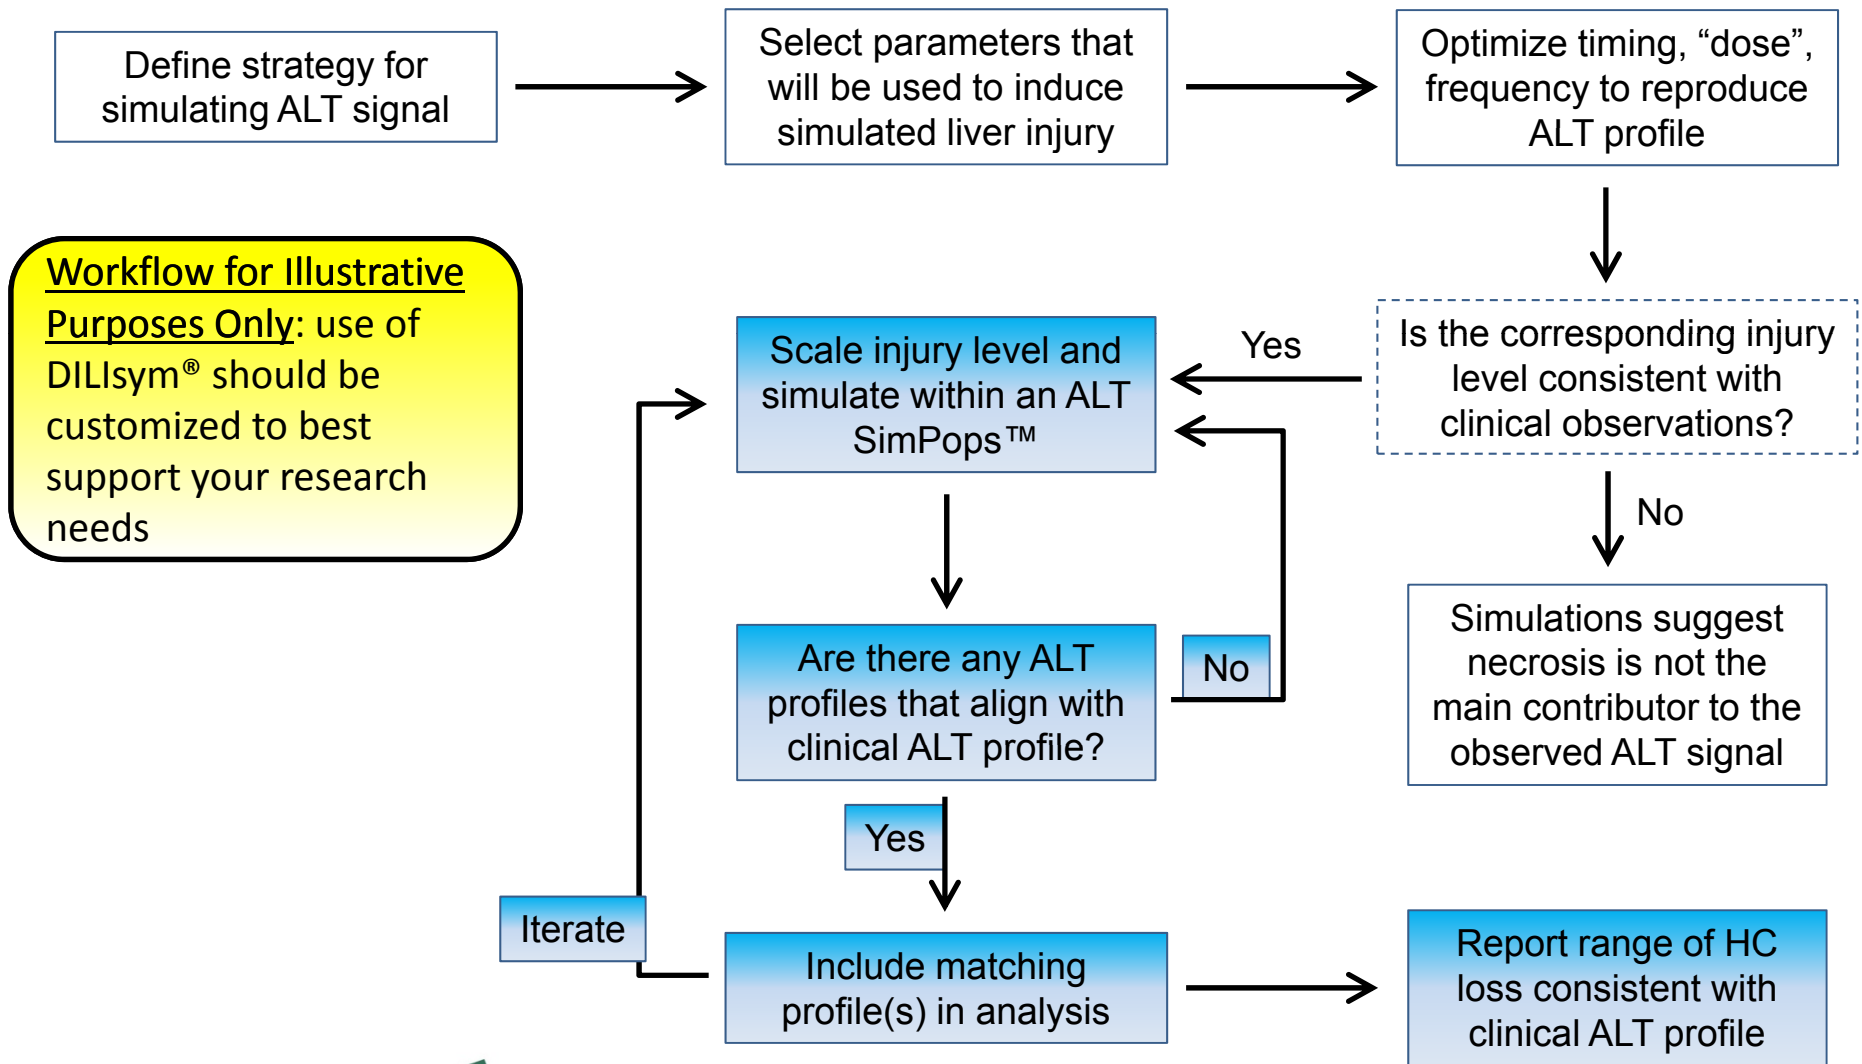 Define strategy for
simulating ALT signal
Select parameters that
will be used to induce
simulated liver injury
Optimize timing, “dose”,
frequency to reproduce
ALT profile
Workflow for Illustrative
Purposes Only: use of
DILIsym® should be
customized to best
support your research
needs
Scale injury level and
simulate within an ALT
SimPops™
Yes
Is the corresponding injury
level consistent with
clinical observations?
No
Are there any ALT
profiles that align with
clinical ALT profile?
No
Simulations suggest
necrosis is not the
main contributor to the
observed ALT signal
Yes
Iterate
Include matching
profile(s) in analysis
Report range of HC
loss consistent with
clinical ALT profile